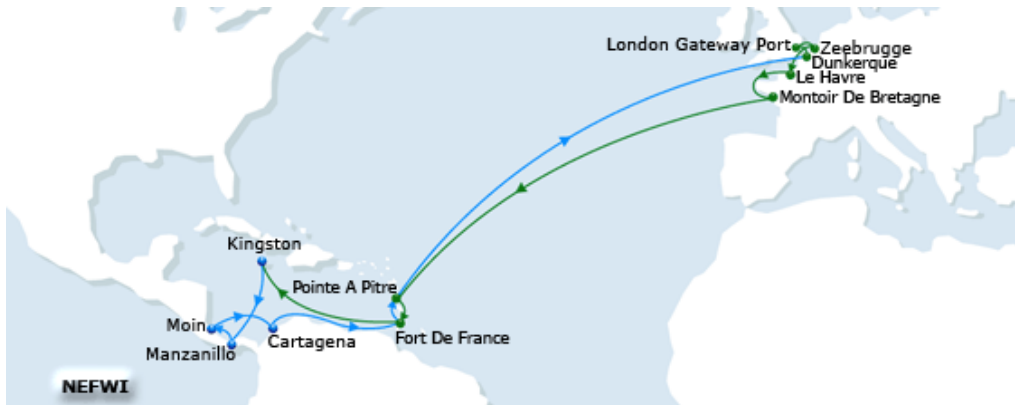 London Gateway Port
Zeebrugge
Dunkerque
Le Havre
Montoir De Bretagne
Kingston
Pointe A Pitre
Moin
Manzanillo
Cartagena
Fort De France
NEFWI